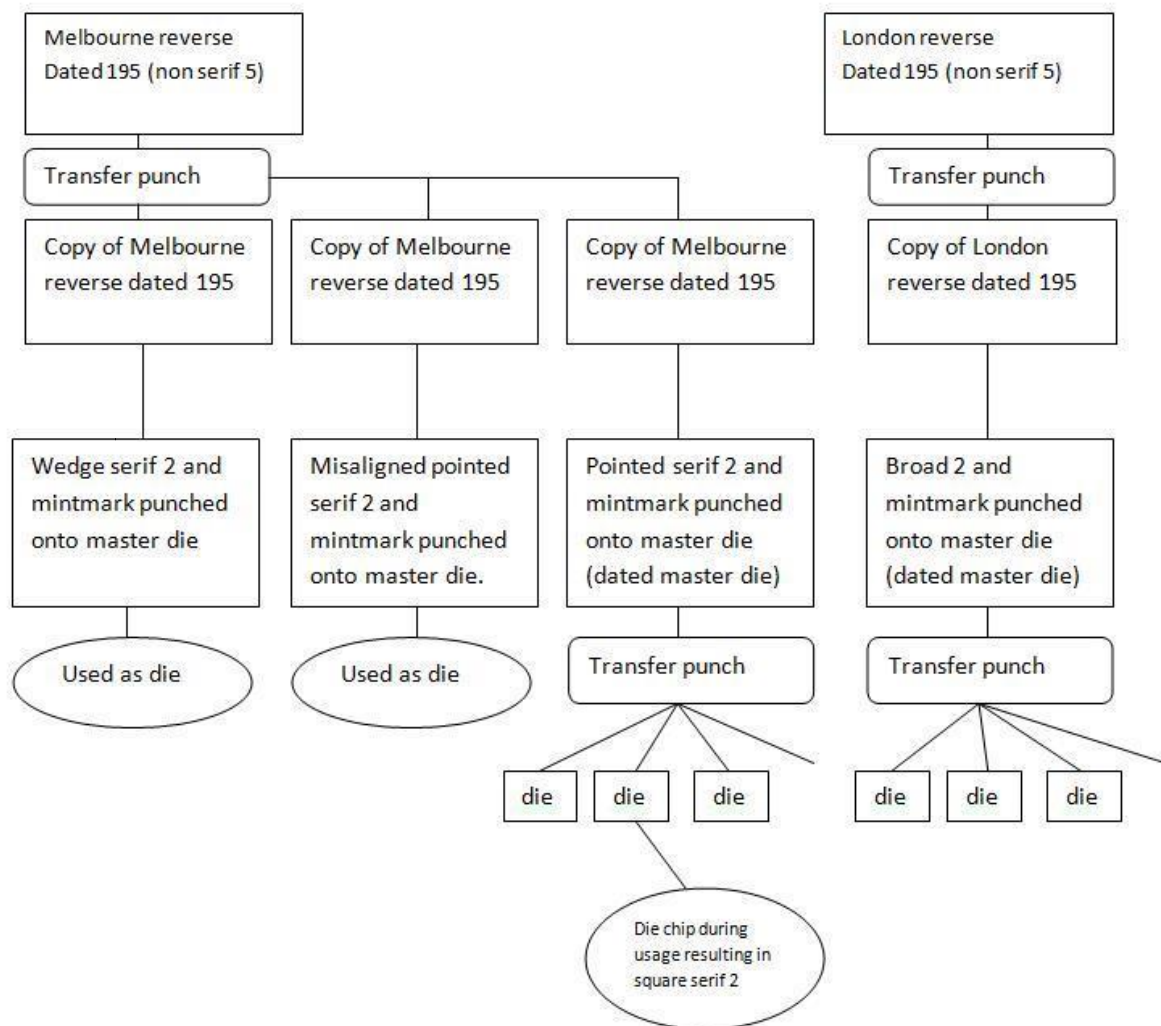 Melbourne reverse
Dated 195 (non serif 5)
London reverse
Dated 195 (non serif 5)
Transfer punch
Transfer punch
Copy of Melbourne
reverse dated 195
Copy of Melbourne
reverse dated 195
Copy of Melbourne
reverse dated 195
Copy of London
reverse dated 195
Wedge serif 2 and
mintmark punched
onto master die
Misaligned pointed
serif 2 and
mintmark punched
onto master die.
Pointed serif 2 and
mintmark punched
onto master die
(dated master die)
Broad 2 and
mintmark punched
onto master die
(dated master die)
Used as die
Used as die
Transfer punch
Transfer punch
die
die
die
die
die
die
Die chip during
usage resulting in
square serif 2